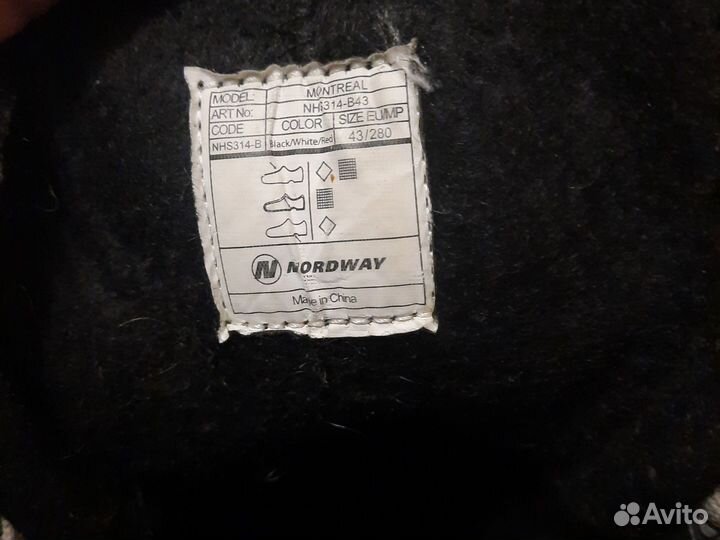 MODEL: MONTREAL
ART No: NHS314-B43
CODE COLOR SIZE EU/MP
NHS314-B Black/White/Red 43/280
N NORDWAY
Made in China
Avito